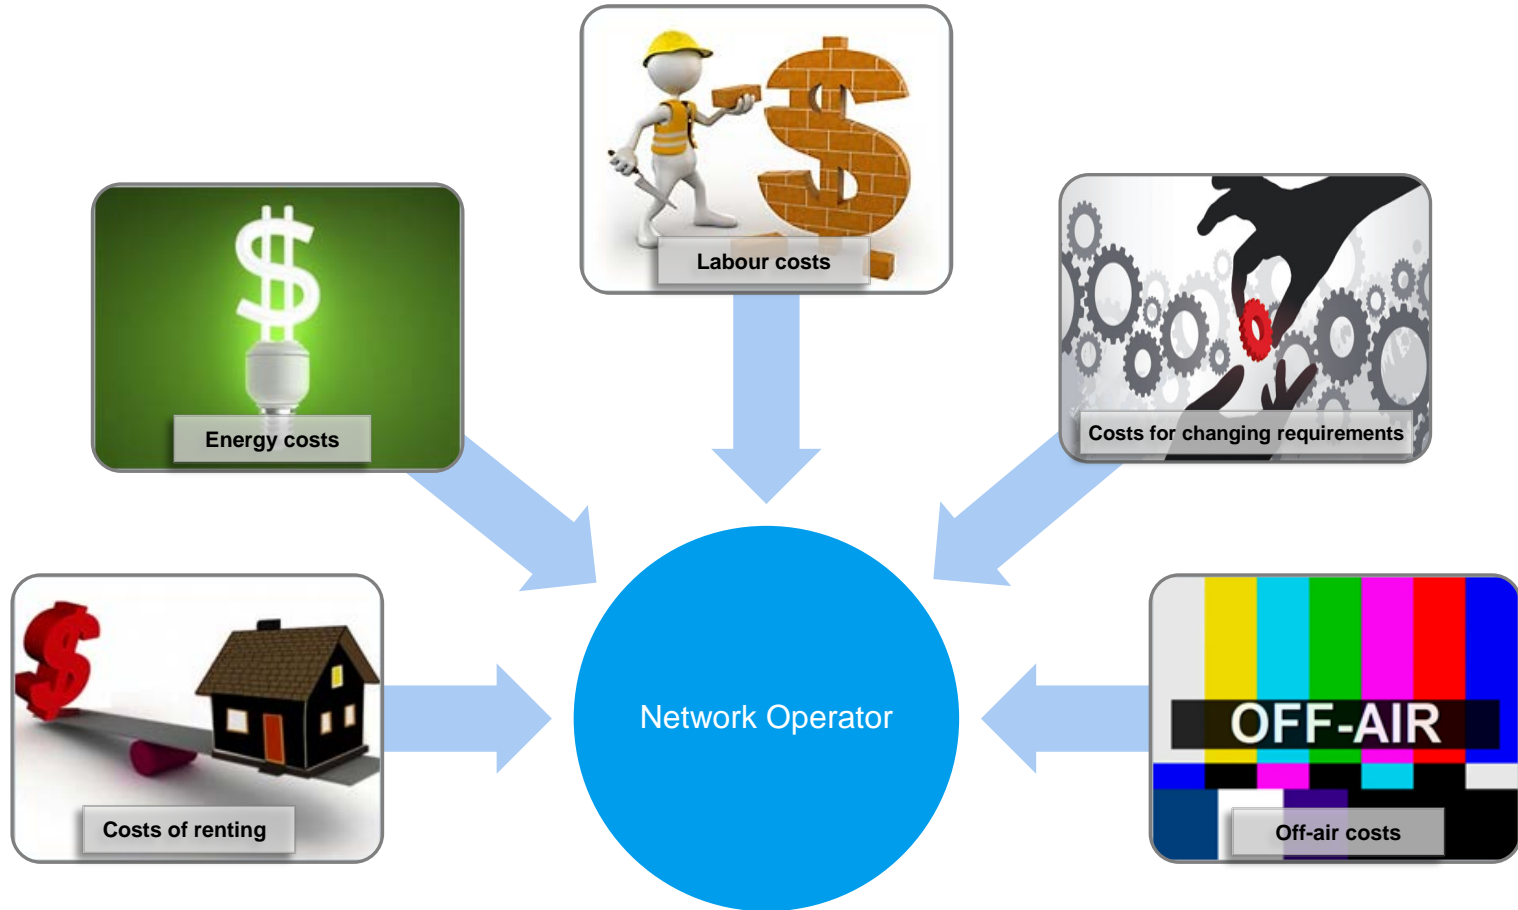 Labour costs
Energy costs
Costs for changing requirements
Network Operator
OFF-AIR
Costs of renting
Off-air costs